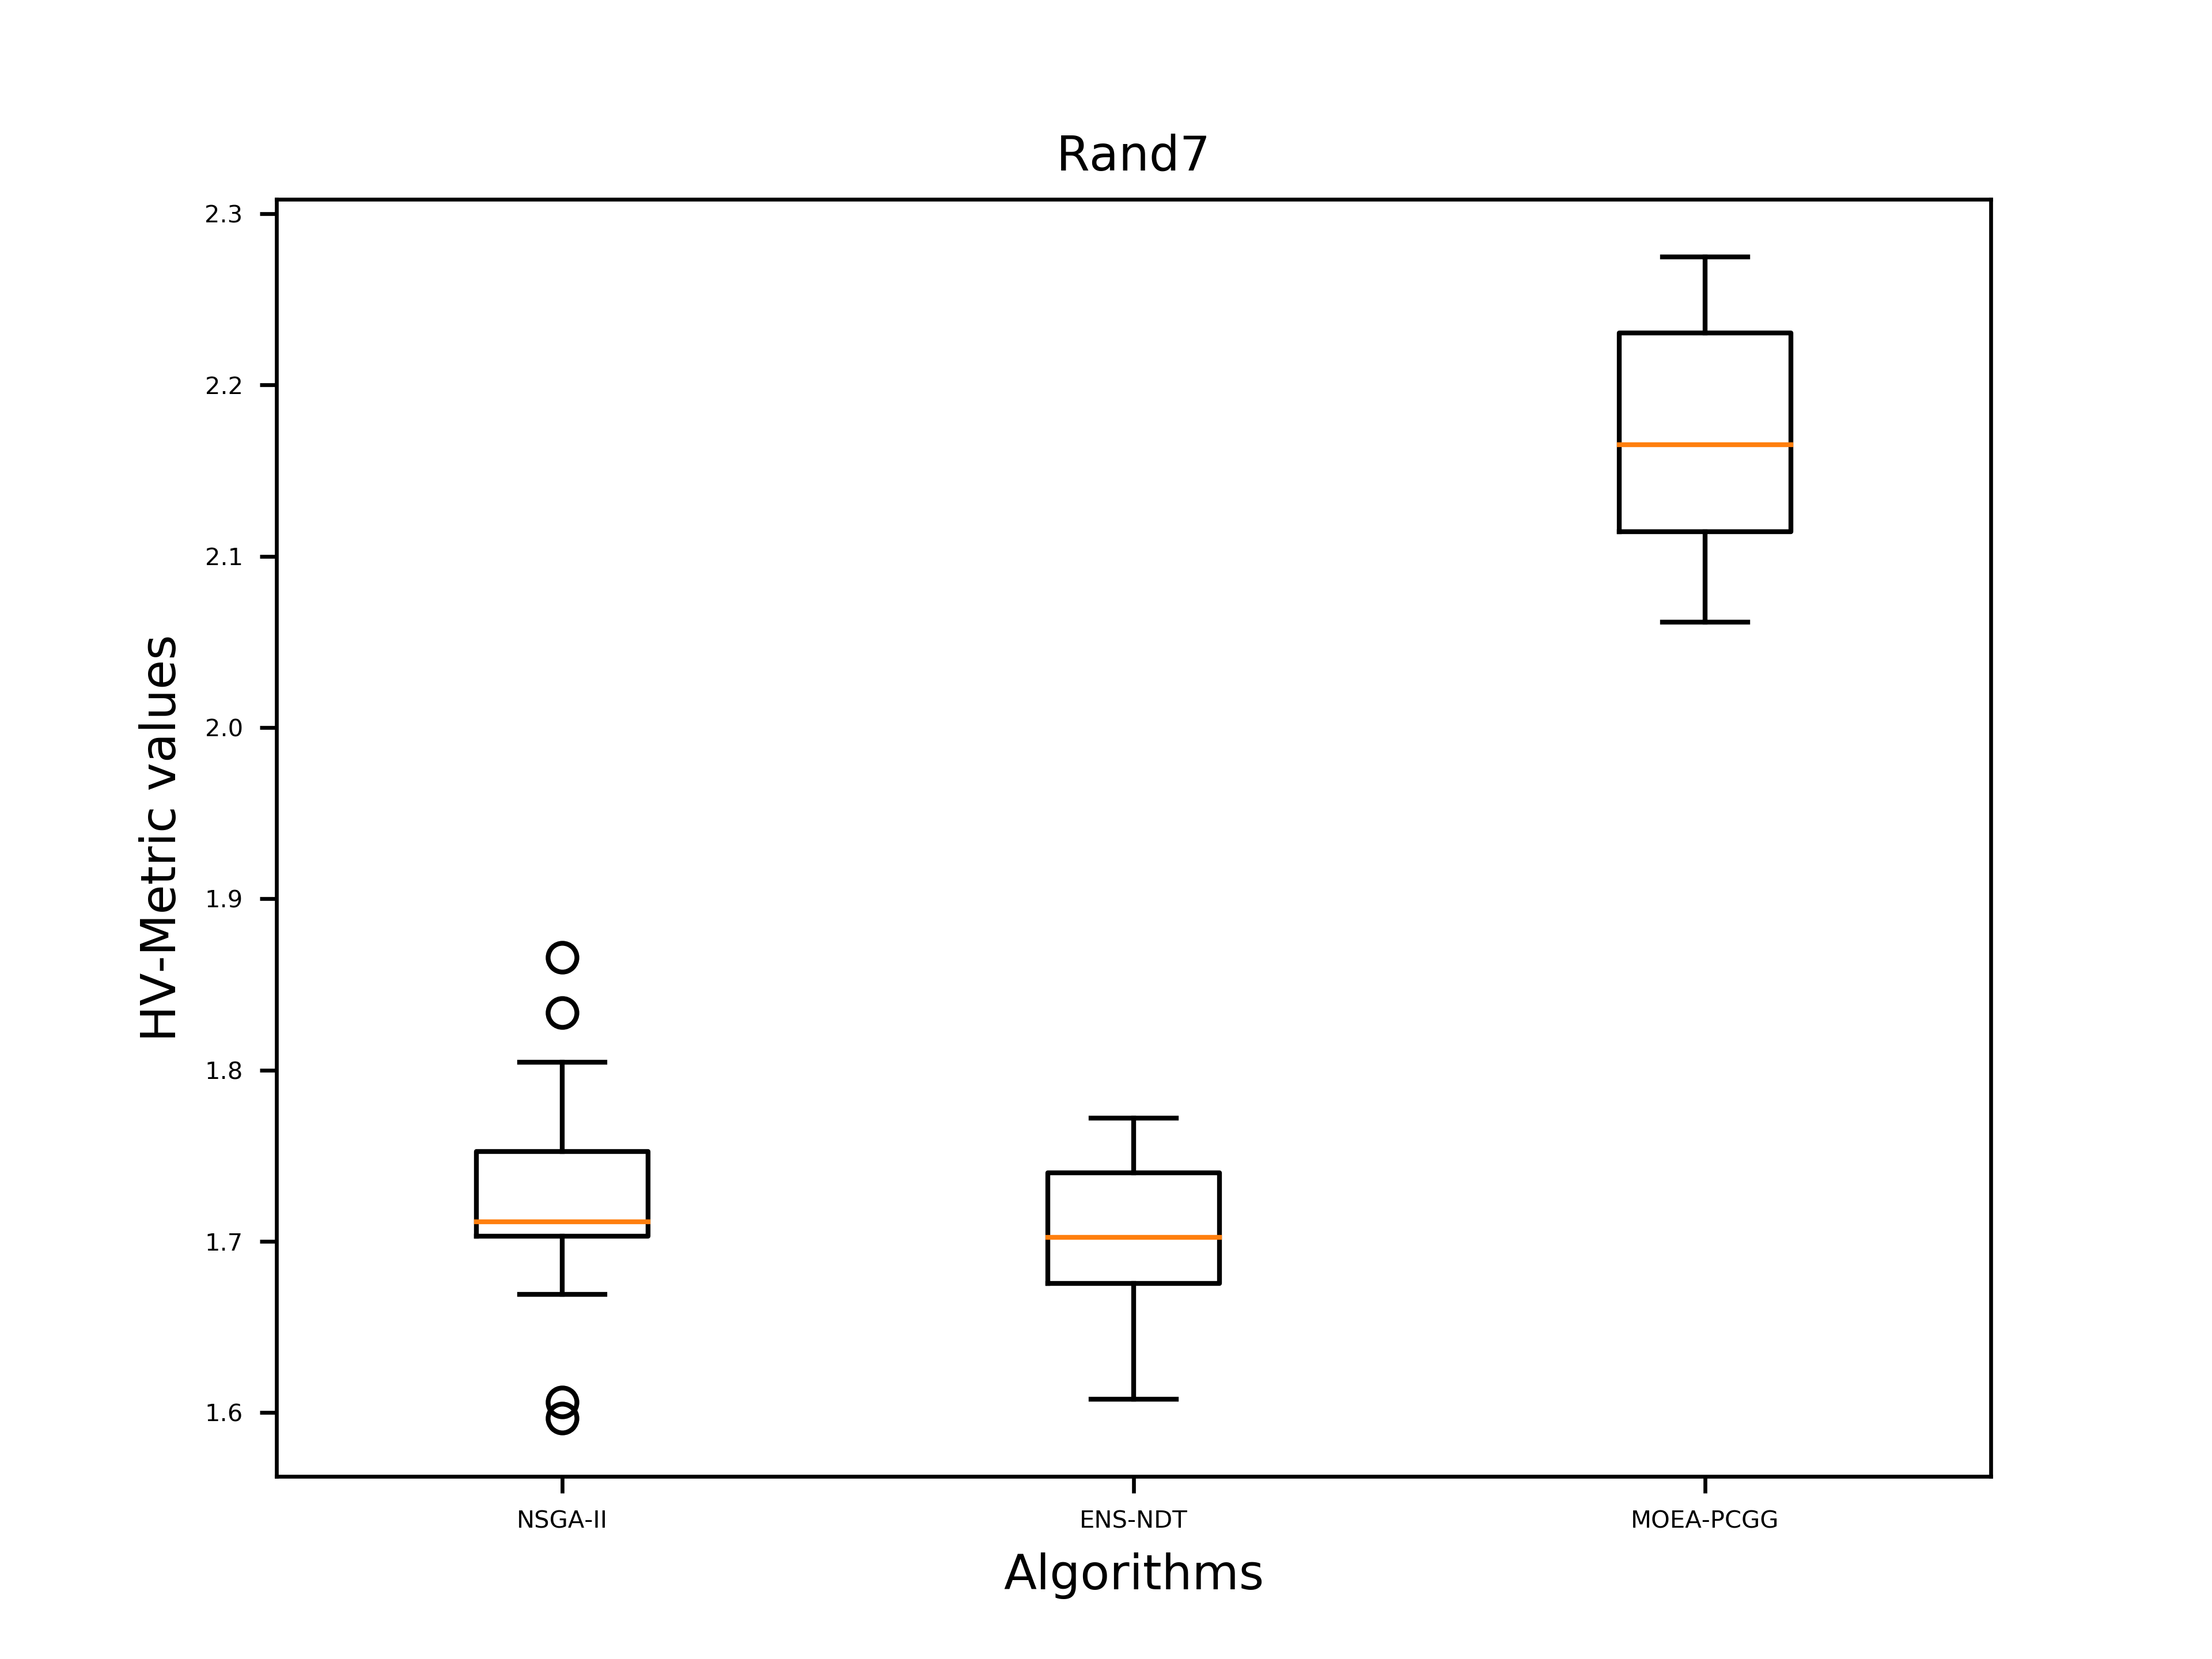 Rand7
HV-Metric values
2.3
2.2
2.1
2.0
1.9
1.8
1.7
1.6
NSGA-II ENS-NDT MOEA-PCGG
Algorithms